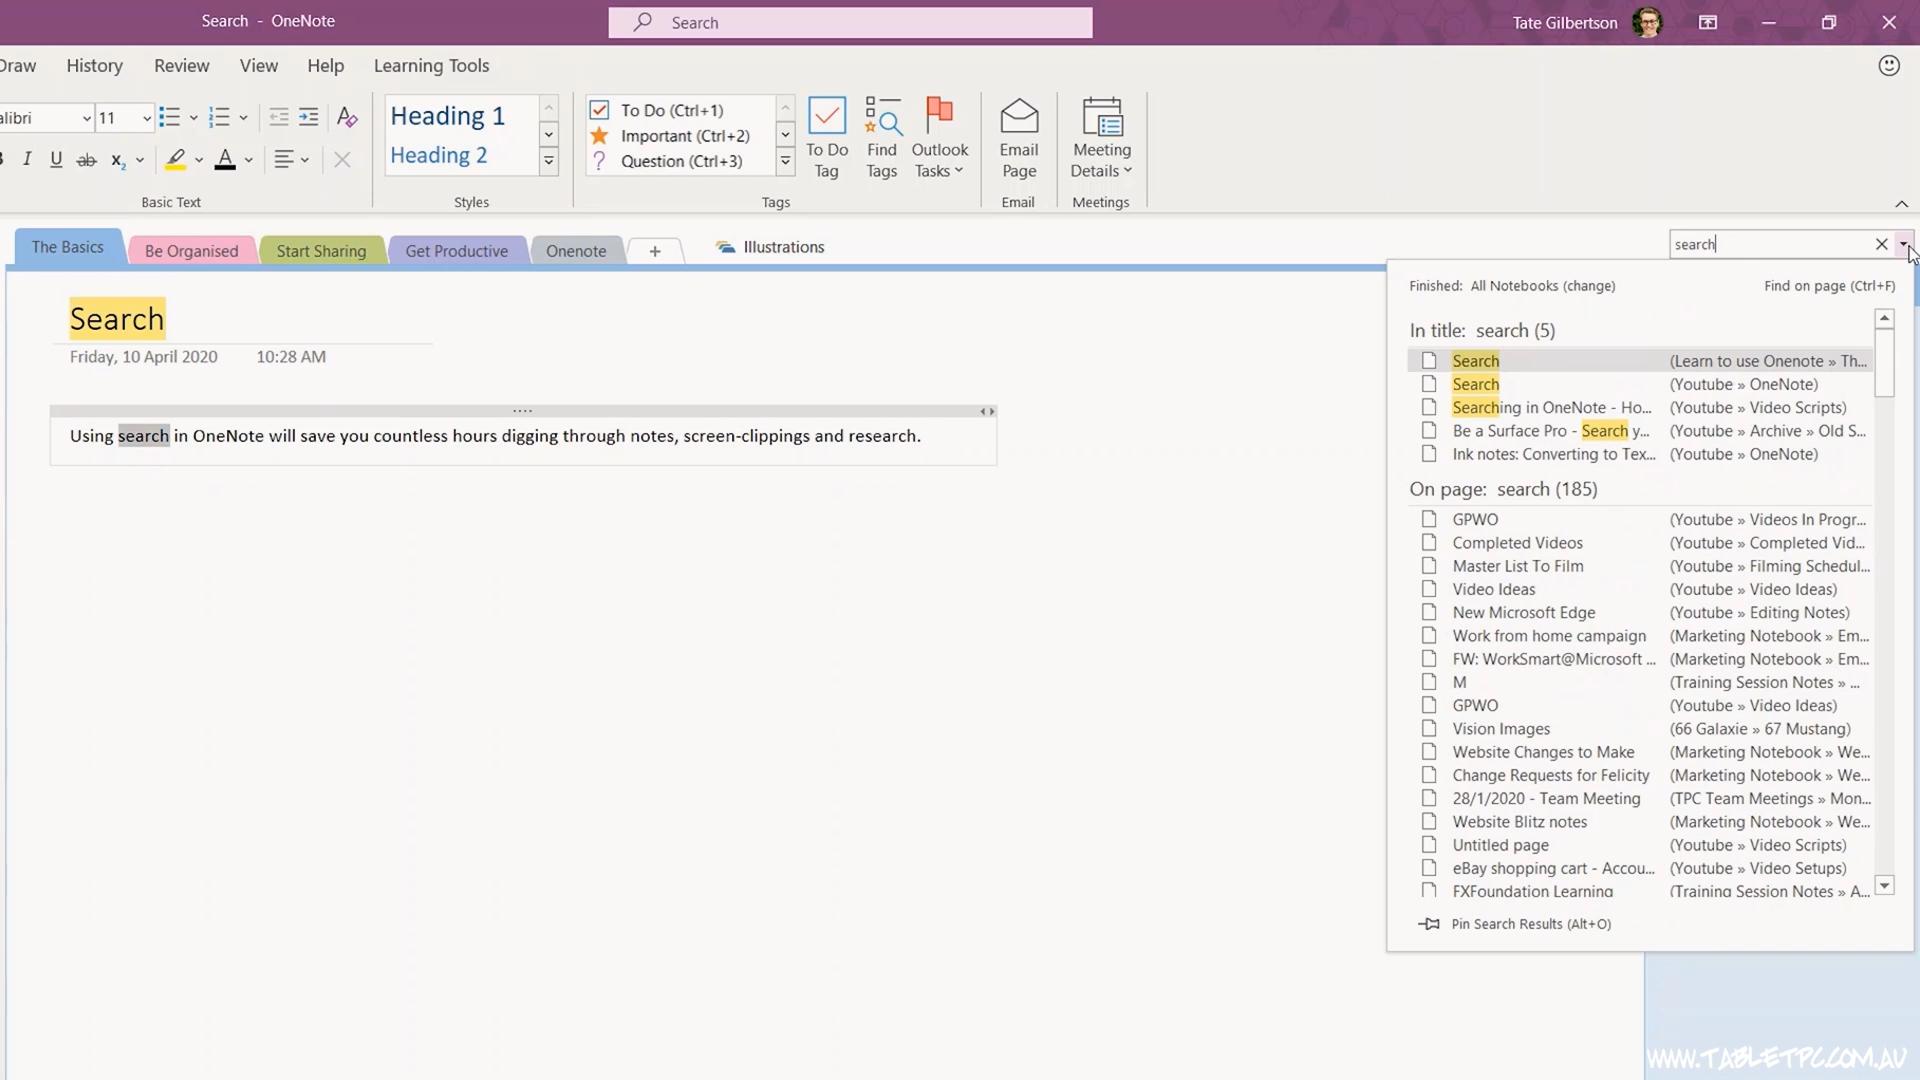 Search - OneNote
Search
Tate Gilbertson
Draw History Review View Help Learning Tools
alibri 11
Heading 1
Heading 2
To Do (Ctrl+1)
Important (Ctrl+2)
Question (Ctrl+3)
To Do Tag
Find Tags
Outlook Tasks
Email Page
Meeting Details
B I U ab x2 A
Basic Text Styles Tags Email Meetings
The Basics Be Organised Start Sharing Get Productive Onenote + Illustrations
search
Search
Friday, 10 April 2020 10:28 AM
Using search in OneNote will save you countless hours digging through notes, screen-clippings and research.
Finished: All Notebooks (change) Find on page (Ctrl+F)
In title: search (5)
Search (Learn to use Onenote » Th...
Search (Youtube » OneNote)
Searching in OneNote - Ho... (Youtube » Video Scripts)
Be a Surface Pro - Search y... (Youtube » Archive » Old S...
Ink notes: Converting to Tex... (Youtube » OneNote)
On page: search (185)
GPWO (Youtube » Videos In Progr...
Completed Videos (Youtube » Completed Vid...
Master List To Film (Youtube » Filming Schedul...
Video Ideas (Youtube » Video Ideas)
New Microsoft Edge (Youtube » Editing Notes)
Work from home campaign (Marketing Notebook » Em...
FW: WorkSmart@Microsoft ... (Marketing Notebook » Em...
M (Training Session Notes » ...
GPWO (Youtube » Video Ideas)
Vision Images (66 Galaxie » 67 Mustang)
Website Changes to Make (Marketing Notebook » We...
Change Requests for Felicity (Marketing Notebook » We...
28/1/2020 - Team Meeting (TPC Team Meetings » Mon...
Website Blitz notes (Marketing Notebook » We...
Untitled page (Youtube » Video Scripts)
eBay shopping cart - Accou... (Youtube » Video Setups)
FXFoundation Learning (Training Session Notes » A...
Pin Search Results (Alt+O)
WWW.TABLETPC.COM.AU